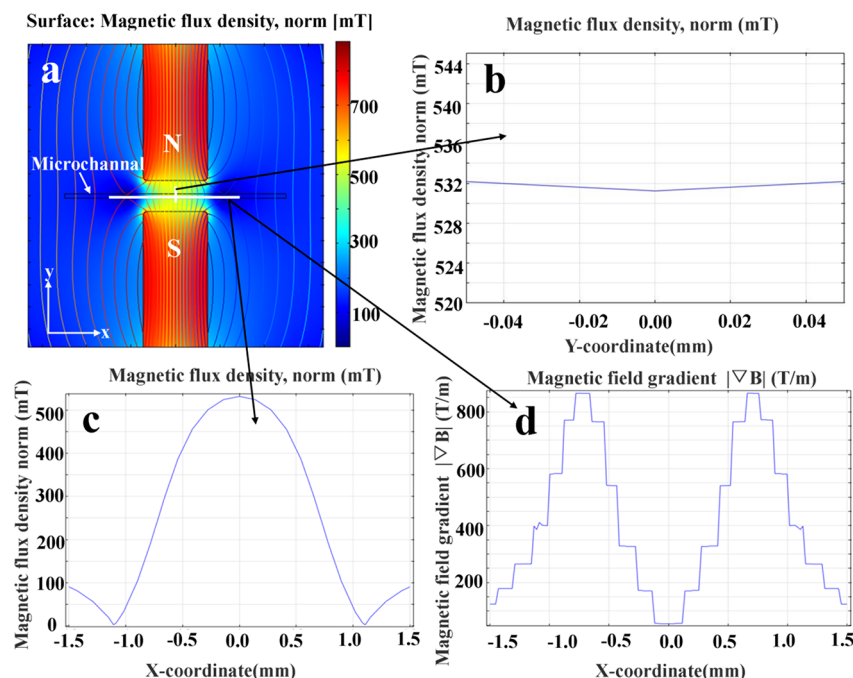 Surface: Magnetic flux density, norm [mT]
a
N
Microchannal
S
y
x
700
500
300
100
Magnetic flux density, norm (mT)
b
Magnetic flux density norm (mT)
544
540
536
532
528
524
520
-0.04
-0.02
0.00
0.02
0.04
Y-coordinate(mm)
Magnetic flux density, norm (mT)
c
Magnetic flux density norm (mT)
500
400
300
200
100
0
-1.5
-1.0
-0.5
0.0
0.5
1.0
1.5
X-coordinate(mm)
Magnetic field gradient |▽B| (T/m)
d
Magnetic field gradient |▽B| (T/m)
800
600
400
200
-1.5
-1.0
-0.5
0.0
0.5
1.0
1.5
X-coordinate(mm)